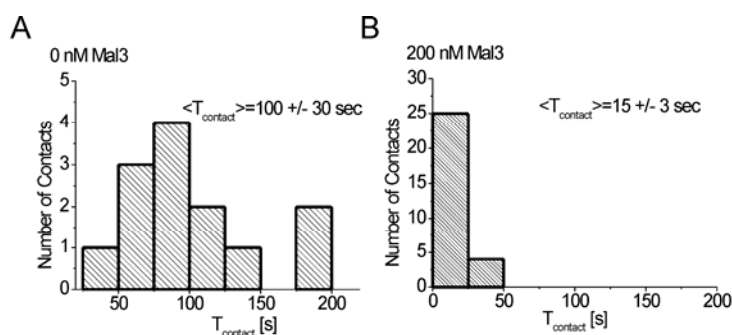 A
0 nM Mal3
<T_contact>=100 +/- 30 sec
5
4
3
2
1
0
Number of Contacts
50
100
150
200
T_contact [s]
B
200 nM Mal3
<T_contact>=15 +/- 3 sec
30
25
20
15
10
5
0
Number of Contacts
0
50
100
150
200
T_contact [s]